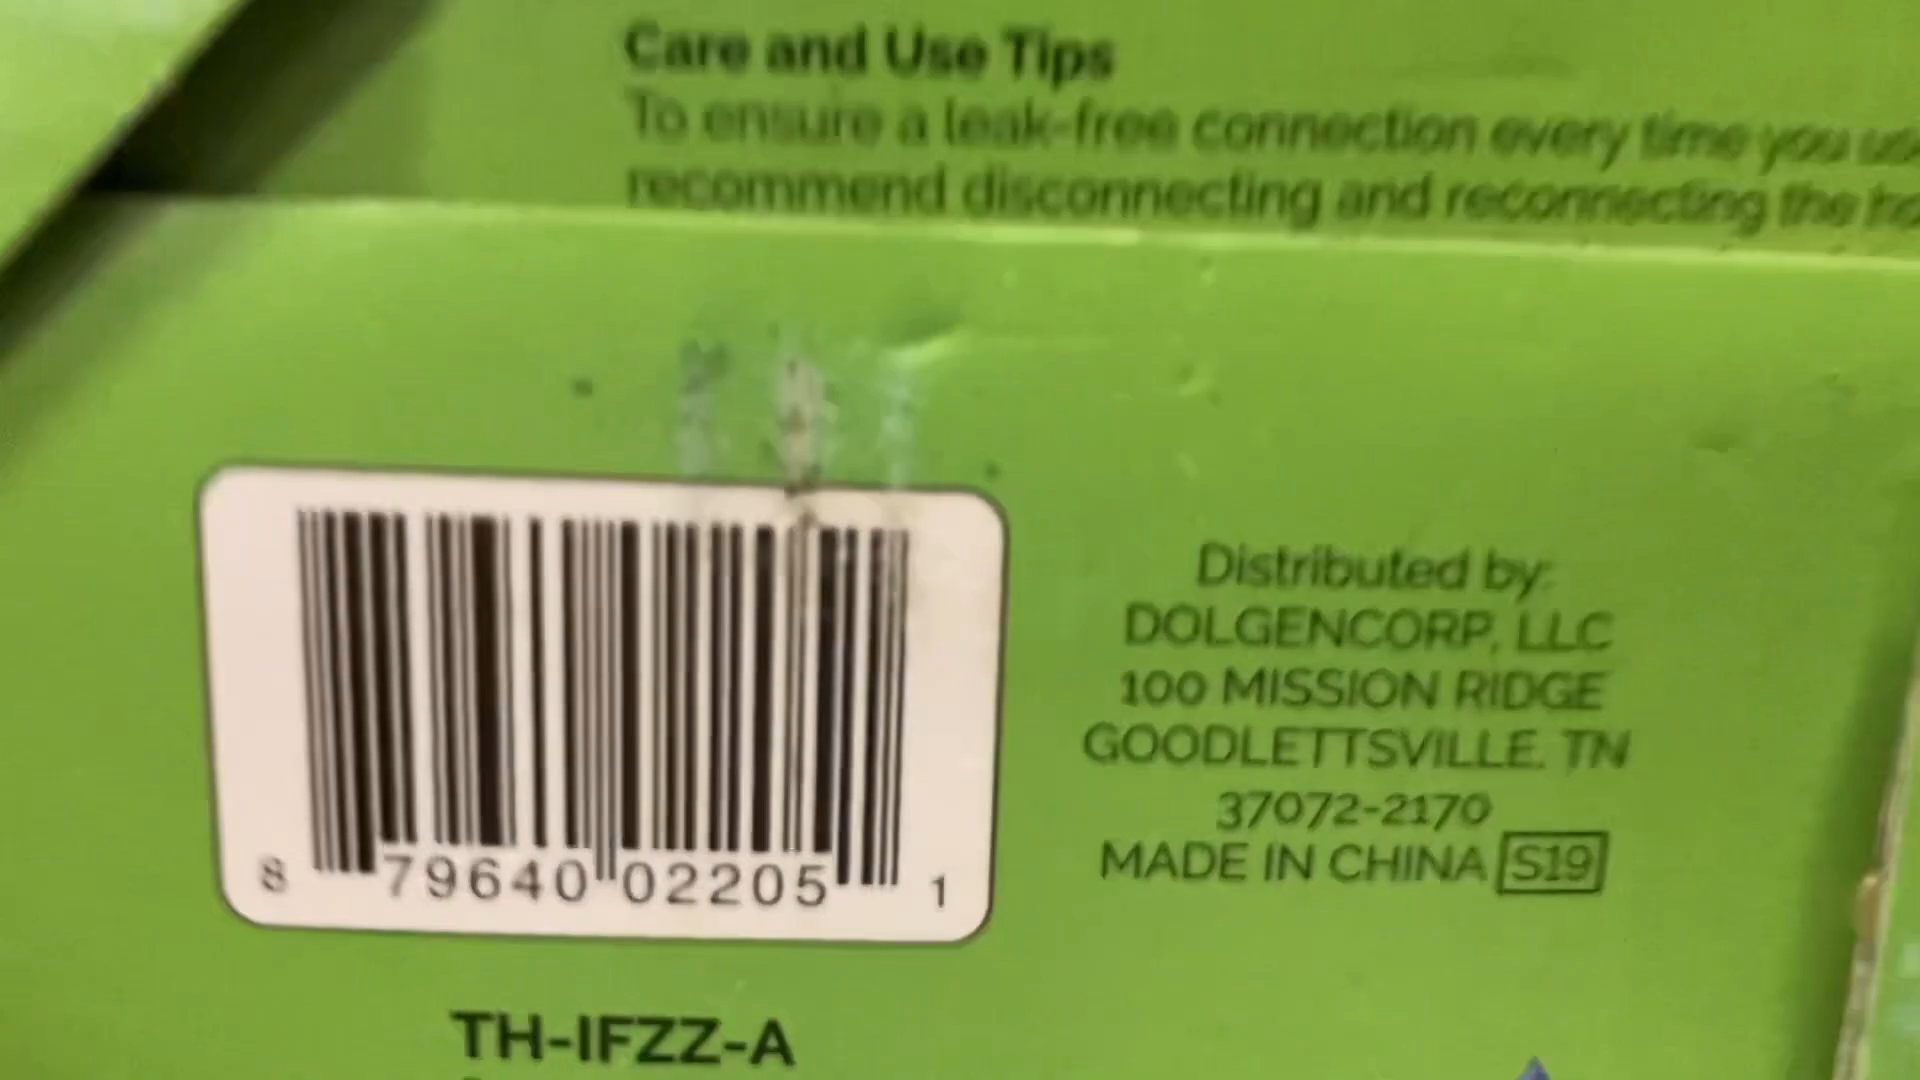 Care and Use Tips
To ensure a leak-free connection every time you
recommend disconnecting and reconnecting the
8 79640 02205 1
Distributed by:
DOLGENCORP, LLC
100 MISSION RIDGE
GOODLETTSVILLE, TN
37072-2170
MADE IN CHINA S19
TH-IFZZ-A